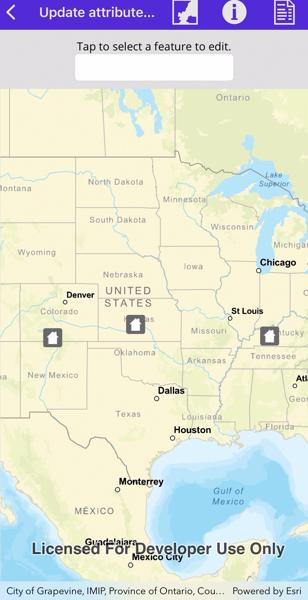 Update attribute...
Tap to select a feature to edit.
Ontario
Lake
Superior
North Dakota
Minnesota
South Dakota
Wisconsin
Michigan
Wyoming
Iowa
Chicago
Nebraska
UNITED
STATES
Denver
Colorado
St Louis
Missouri
Oklahoma
Tennessee
Arkansas
New Mexico
Dallas
Texas
Louisiana
Houston
Florida
Monterrey
Gulf of
Mexico
MÉXICO
Guadalajara
Licensed For Developer Use Only
Mexico City
City of Grapevine, IMIP, Province of Ontario, Cou... Powered by Esri